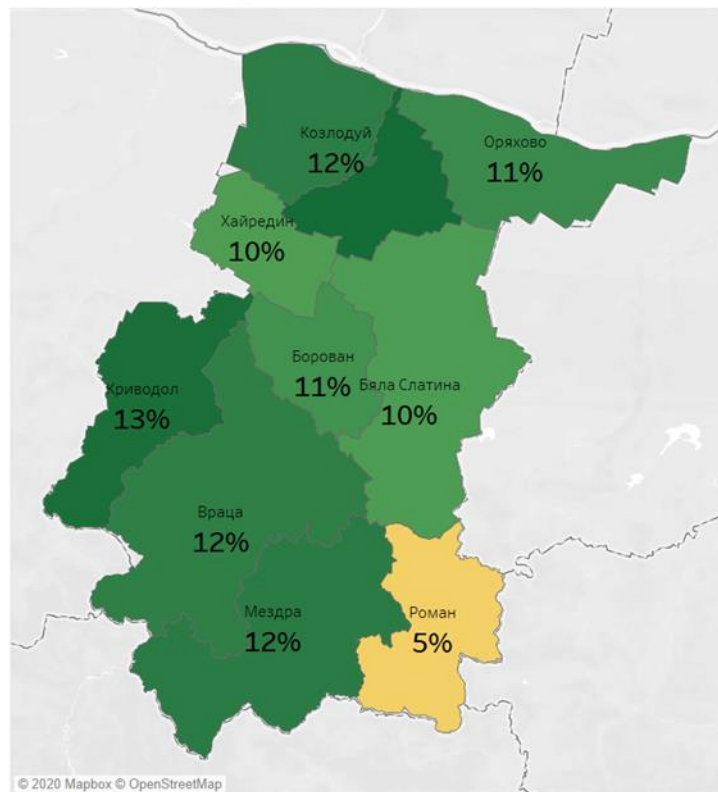 Козлодуй
12%
Оряхово
11%
Хайредин
10%
Борован
11%
Бяла Слатина
10%
Криводол
13%
Враца
12%
Мездра
12%
Роман
5%
© 2020 Mapbox © OpenStreetMap